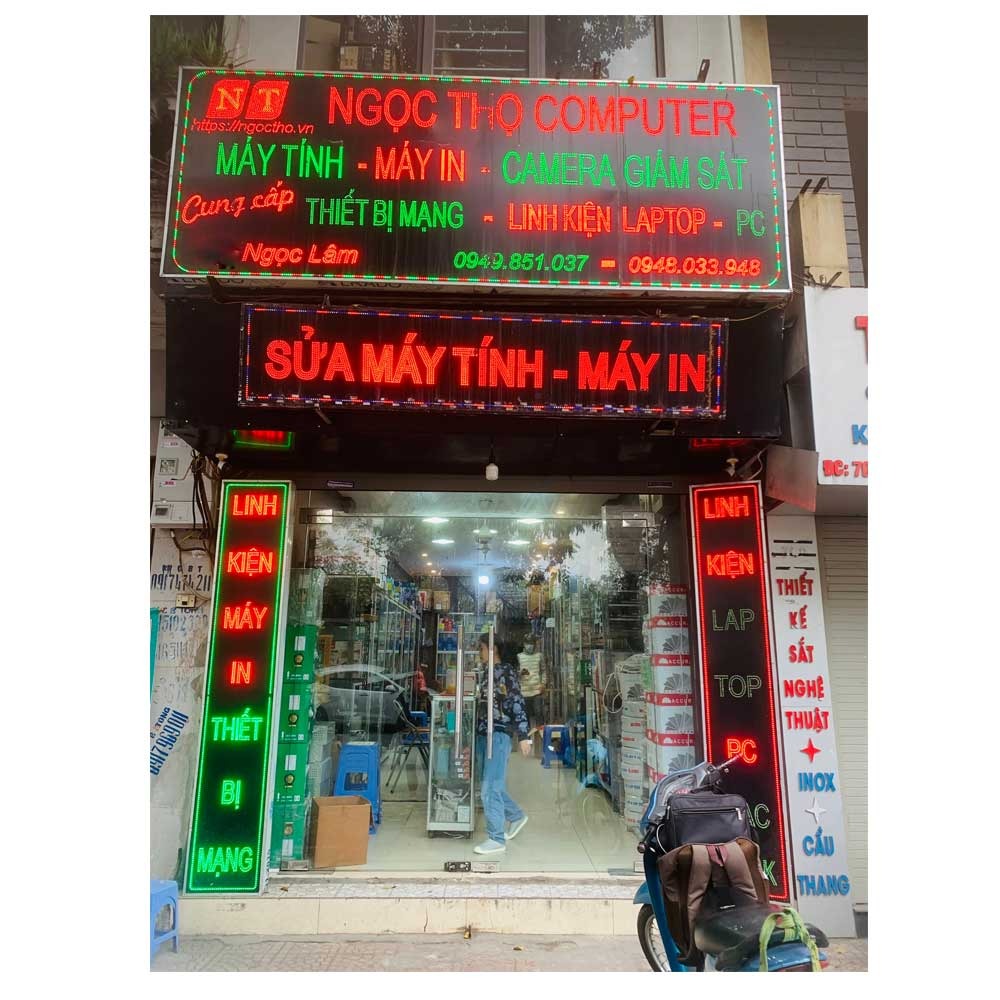 NT
https://ngoctho.vn
NGỌC THỌ COMPUTER
MÁY TÍNH - MÁY IN - CAMERA GIÁM SÁT
Cung cấp THIẾT BỊ MẠNG - LINH KIỆN LAPTOP - PC
Ngọc Lâm 0949.851.037 - 0948.033.948
SỬA MÁY TÍNH - MÁY IN
LINH
KIỆN
MÁY
IN
THIẾT
BỊ
MẠNG
LINH
KIỆN
LAP
TOP
PC
THIẾT
KẾ
SẮT
NGHỆ
THUẬT
INOX
CẦU
THANG
ĐC: 70
K